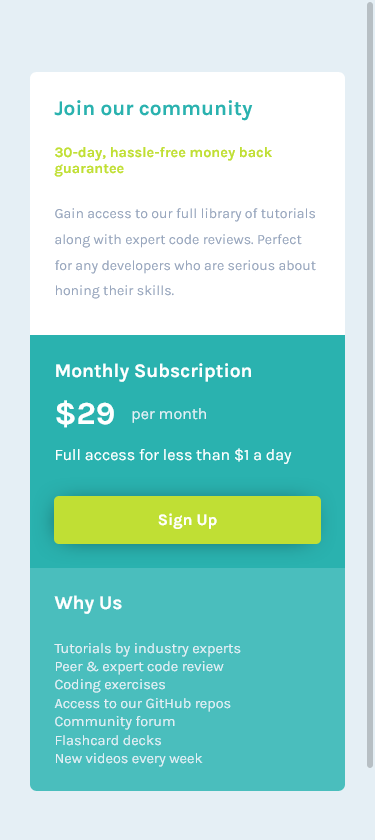 Join our community
30-day, hassle-free money back
guarantee
Gain access to our full library of tutorials
along with expert code reviews. Perfect
for any developers who are serious about
honing their skills.
Monthly Subscription
$29 per month
Full access for less than $1 a day
Sign Up
Why Us
Tutorials by industry experts
Peer & expert code review
Coding exercises
Access to our GitHub repos
Community forum
Flashcard decks
New videos every week